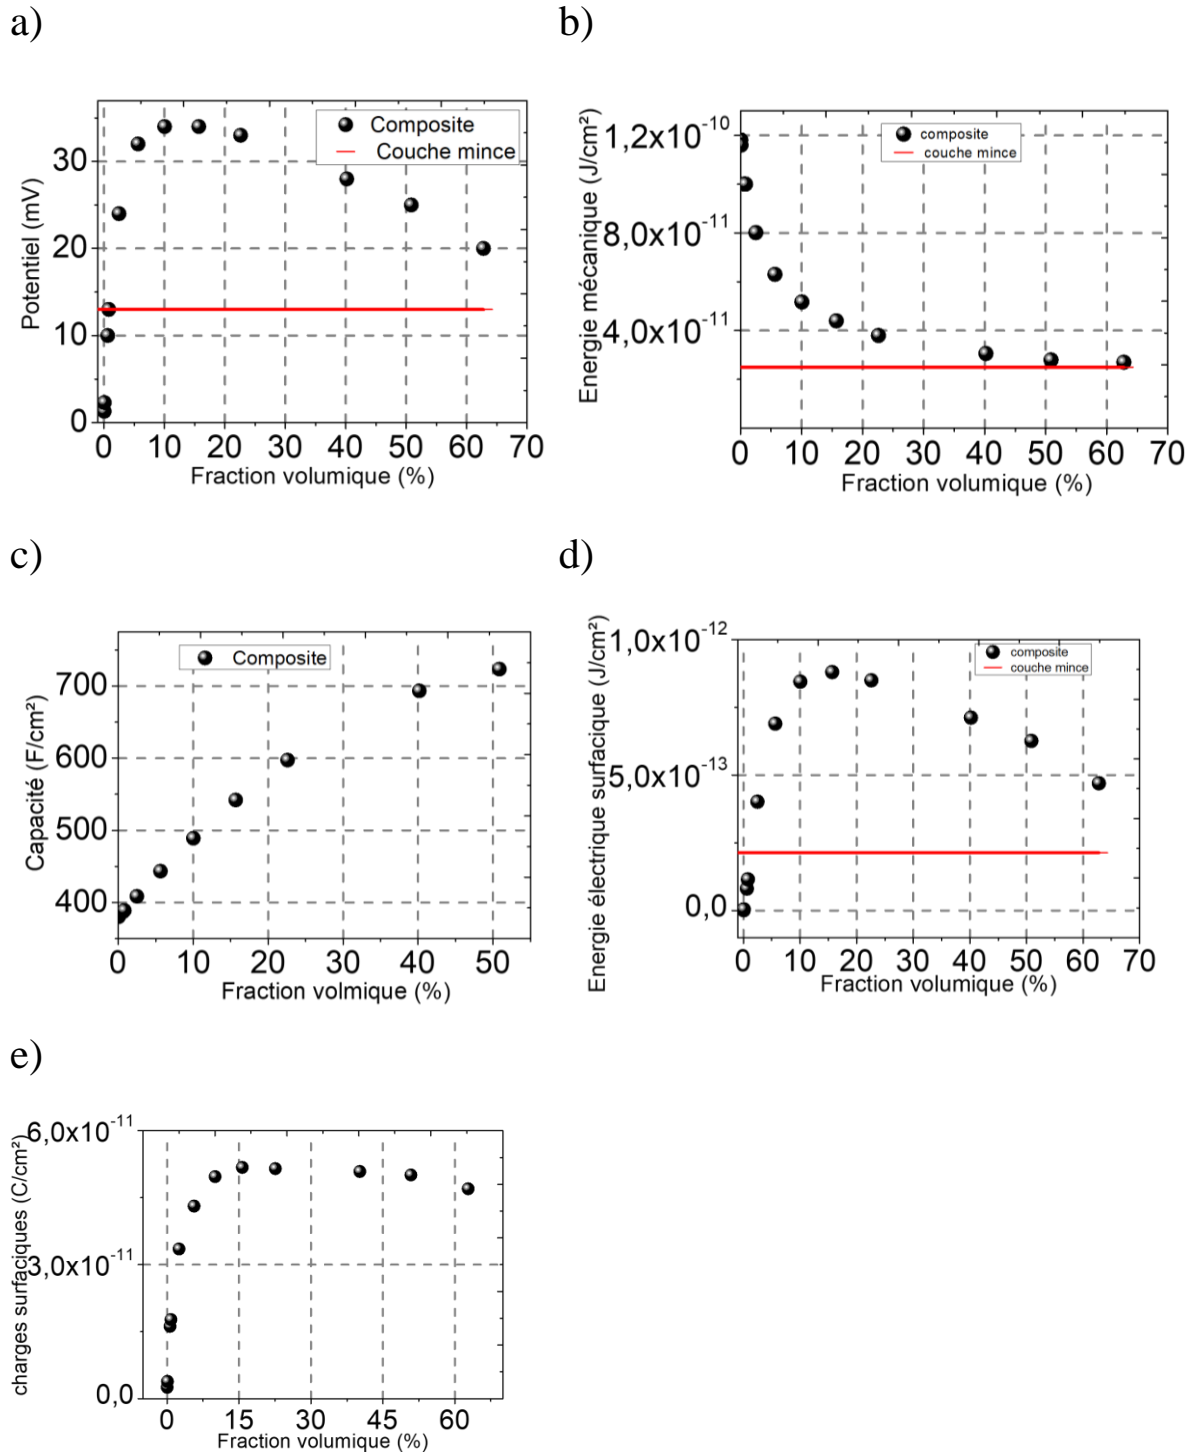 a)
b)
Composite
Couche mince
30
20
10
0
Potentiel (mV)
0 10 20 30 40 50 60 70
Fraction volumique (%)
composite
couche mince
1,2x10⁻¹⁰
8,0x10⁻¹¹
4,0x10⁻¹¹
Energie mécanique (J/cm²)
0 10 20 30 40 50 60 70
Fraction volumique (%)
c)
d)
Composite
700
600
500
400
Capacité (F/cm²)
0 10 20 30 40 50
Fraction volmique (%)
composite
couche mince
1,0x10⁻¹²
5,0x10⁻¹³
0,0
Energie électrique surfacique (J/cm²)
0 10 20 30 40 50 60 70
Fraction volumique (%)
e)
6,0x10⁻¹¹
3,0x10⁻¹¹
0,0
charges surfaciques (C/cm²)
0 15 30 45 60
Fraction volumique (%)